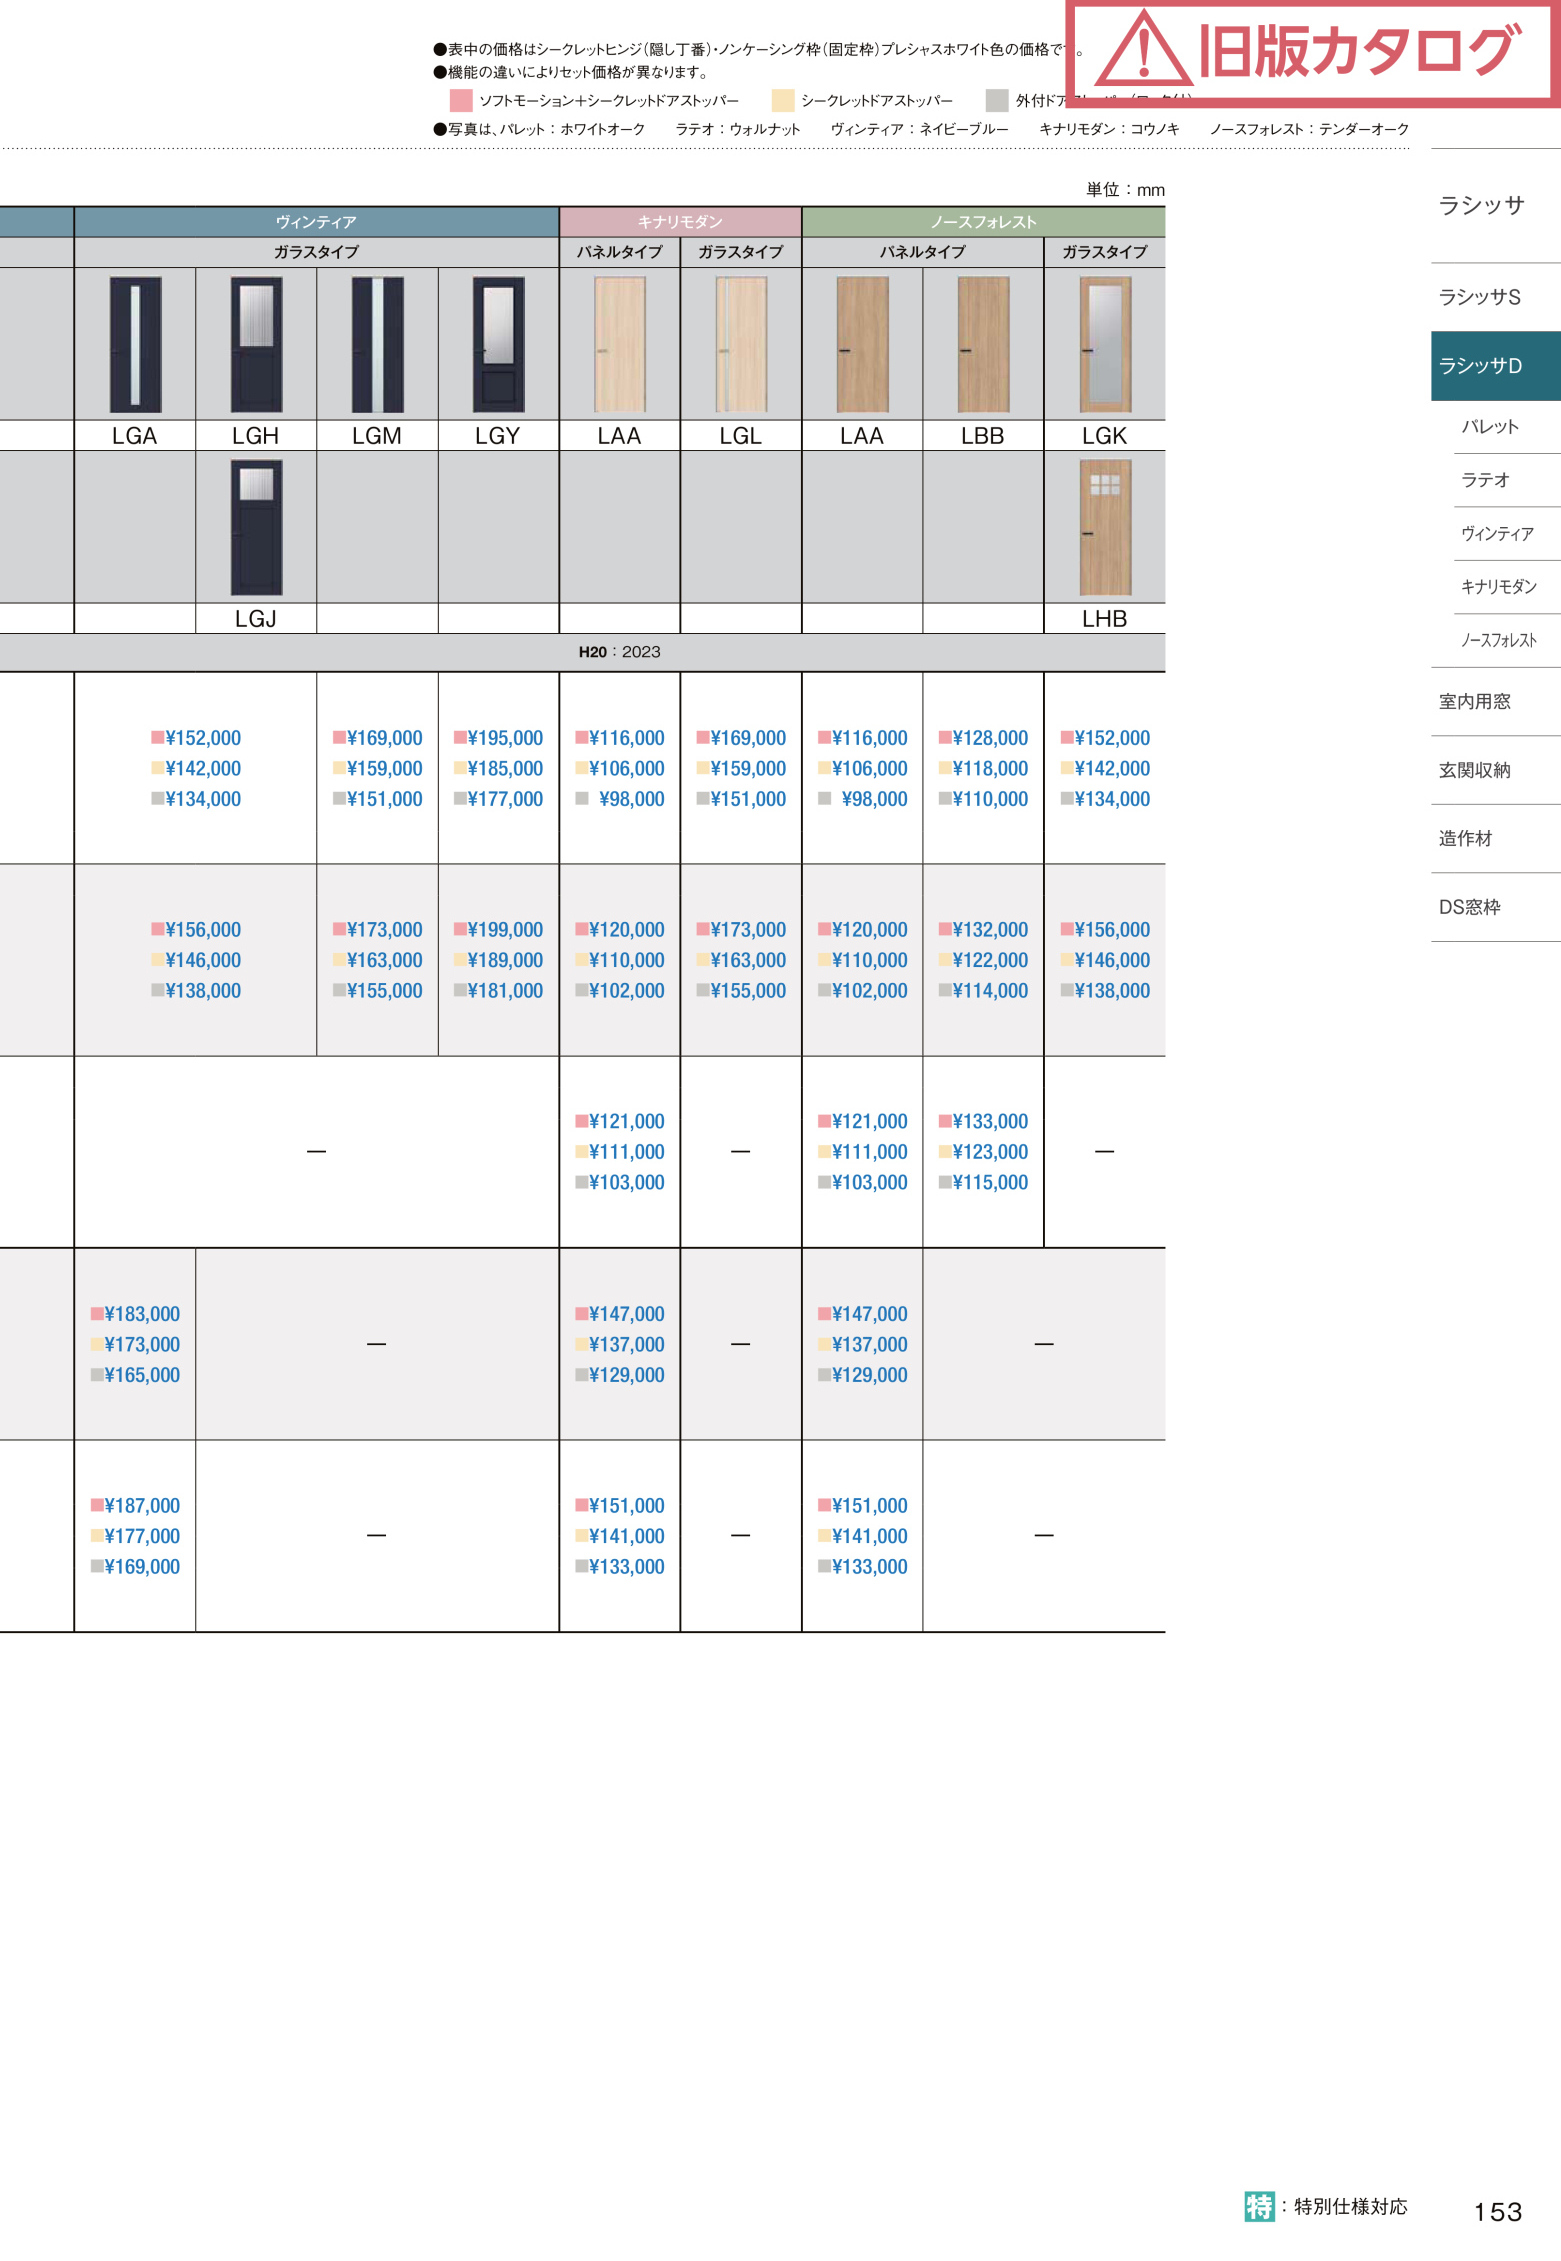 旧版カタログ
●表中の価格はシークレットヒンジ(隠し丁番)・ノンケーシング枠(固定枠)プレシャスホワイト色の価格で。
●機能の違いによりセット価格が異なります。
ソフトモーション+シークレットドアストッパー シークレットドアストッパー 外付ド
●写真は、パレット：ホワイトオーク ラテオ：ウォルナット ヴィンティア：ネイビーブルー キナリモダン：コウノキ ノースフォレスト：テンダーオーク
単位：mm
ヴィンティア キナリモダン ノースフォレスト
ガラスタイプ パネルタイプ ガラスタイプ パネルタイプ ガラスタイプ
LGA LGH LGM LGY LAA LGL LAA LBB LGK
LGJ LHB
H20：2023
¥152,000 ¥169,000 ¥195,000 ¥116,000 ¥169,000 ¥116,000 ¥128,000 ¥152,000
¥142,000 ¥159,000 ¥185,000 ¥106,000 ¥159,000 ¥106,000 ¥118,000 ¥142,000
¥134,000 ¥151,000 ¥177,000 ¥98,000 ¥151,000 ¥98,000 ¥110,000 ¥134,000
¥156,000 ¥173,000 ¥199,000 ¥120,000 ¥173,000 ¥120,000 ¥132,000 ¥156,000
¥146,000 ¥163,000 ¥189,000 ¥110,000 ¥163,000 ¥110,000 ¥122,000 ¥146,000
¥138,000 ¥155,000 ¥181,000 ¥102,000 ¥155,000 ¥102,000 ¥114,000 ¥138,000
¥121,000 ¥121,000 ¥133,000
— ¥111,000 — ¥111,000 ¥123,000 —
¥103,000 ¥103,000 ¥115,000
¥183,000 ¥147,000 ¥147,000
¥173,000 — ¥137,000 — ¥137,000 —
¥165,000 ¥129,000 ¥129,000
¥187,000 ¥151,000 ¥151,000
¥177,000 — ¥141,000 — ¥141,000 —
¥169,000 ¥133,000 ¥133,000
ラシッサ
ラシッサS
ラシッサD
パレット
ラテオ
ヴィンティア
キナリモダン
ノースフォレスト
室内用窓
玄関収納
造作材
DS窓枠
特：特別仕様対応
153